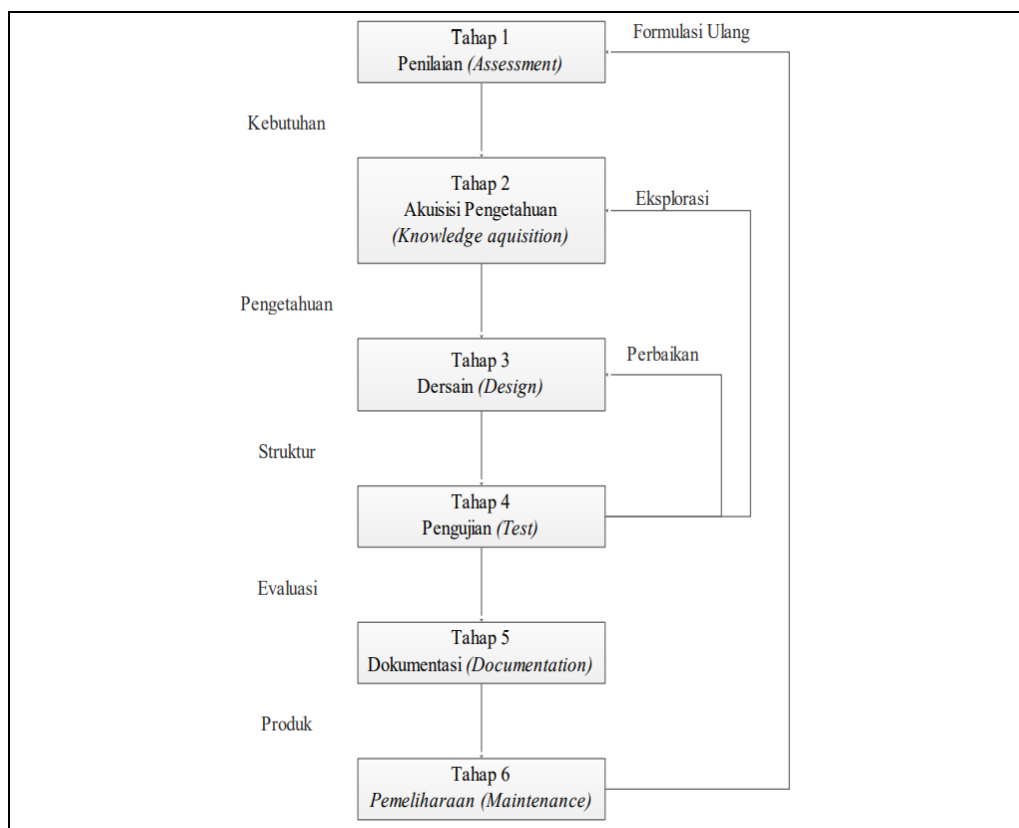 Tahap 1
Penilaian (Assessment)
Formulasi Ulang
Kebutuhan
Tahap 2
Akuisisi Pengetahuan
(Knowledge aquisition)
Eksplorasi
Pengetahuan
Tahap 3
Dersain (Design)
Perbaikan
Struktur
Tahap 4
Pengujian (Test)
Evaluasi
Tahap 5
Dokumentasi (Documentation)
Produk
Tahap 6
Pemeliharaan (Maintenance)